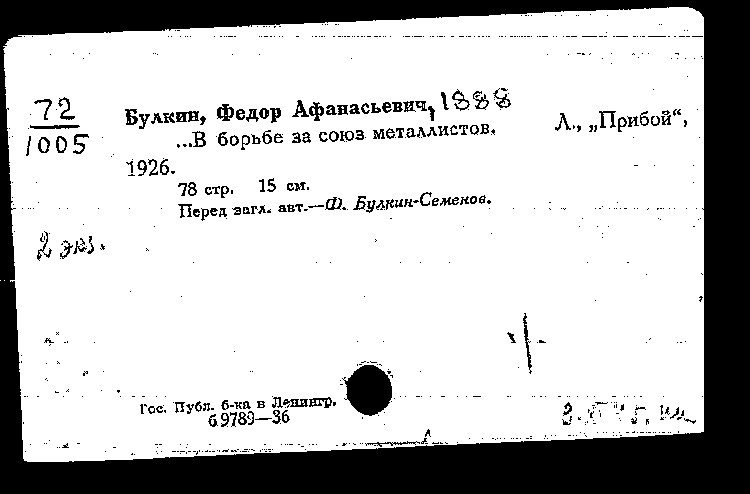 72
1005
Булкин, Федор Афанасьевич, 1888
...В борьбе за союз металлистов. Л., „Прибой“,
1926.
78 стр. 15 см.
Перед загл. авт.—Ф. Булкин-Семенов.
2 экз.
Гос. Публ. б-ка в Ленингр.
б 9789—36